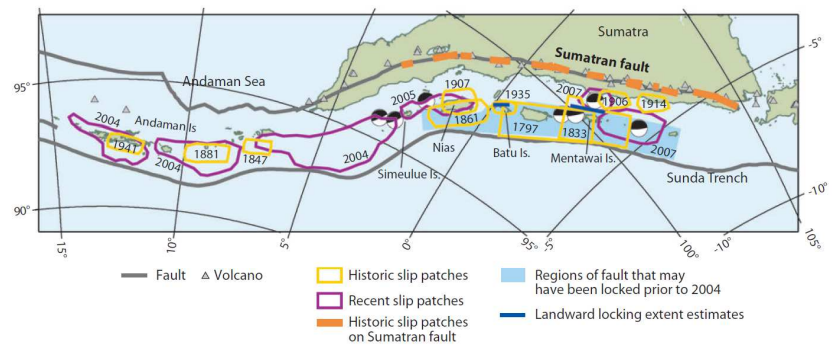 Sumatra
-5°
Sumatran fault
Andaman Sea
95°
1907
1935
2007
2005
1906
1914
2004
Andaman Is
1941
1881
1847
2004
2004
1861
1797
1833
2007
Nias
Batu Is.
Mentawai Is.
Simeulue Is.
Sunda Trench
-10°
90°
15°
10°
5°
0°
95°
-5°
100°
-10°
105°
Fault
Volcano
Historic slip patches
Recent slip patches
Historic slip patches
on Sumatran fault
Regions of fault that may
have been locked prior to 2004
Landward locking extent estimates